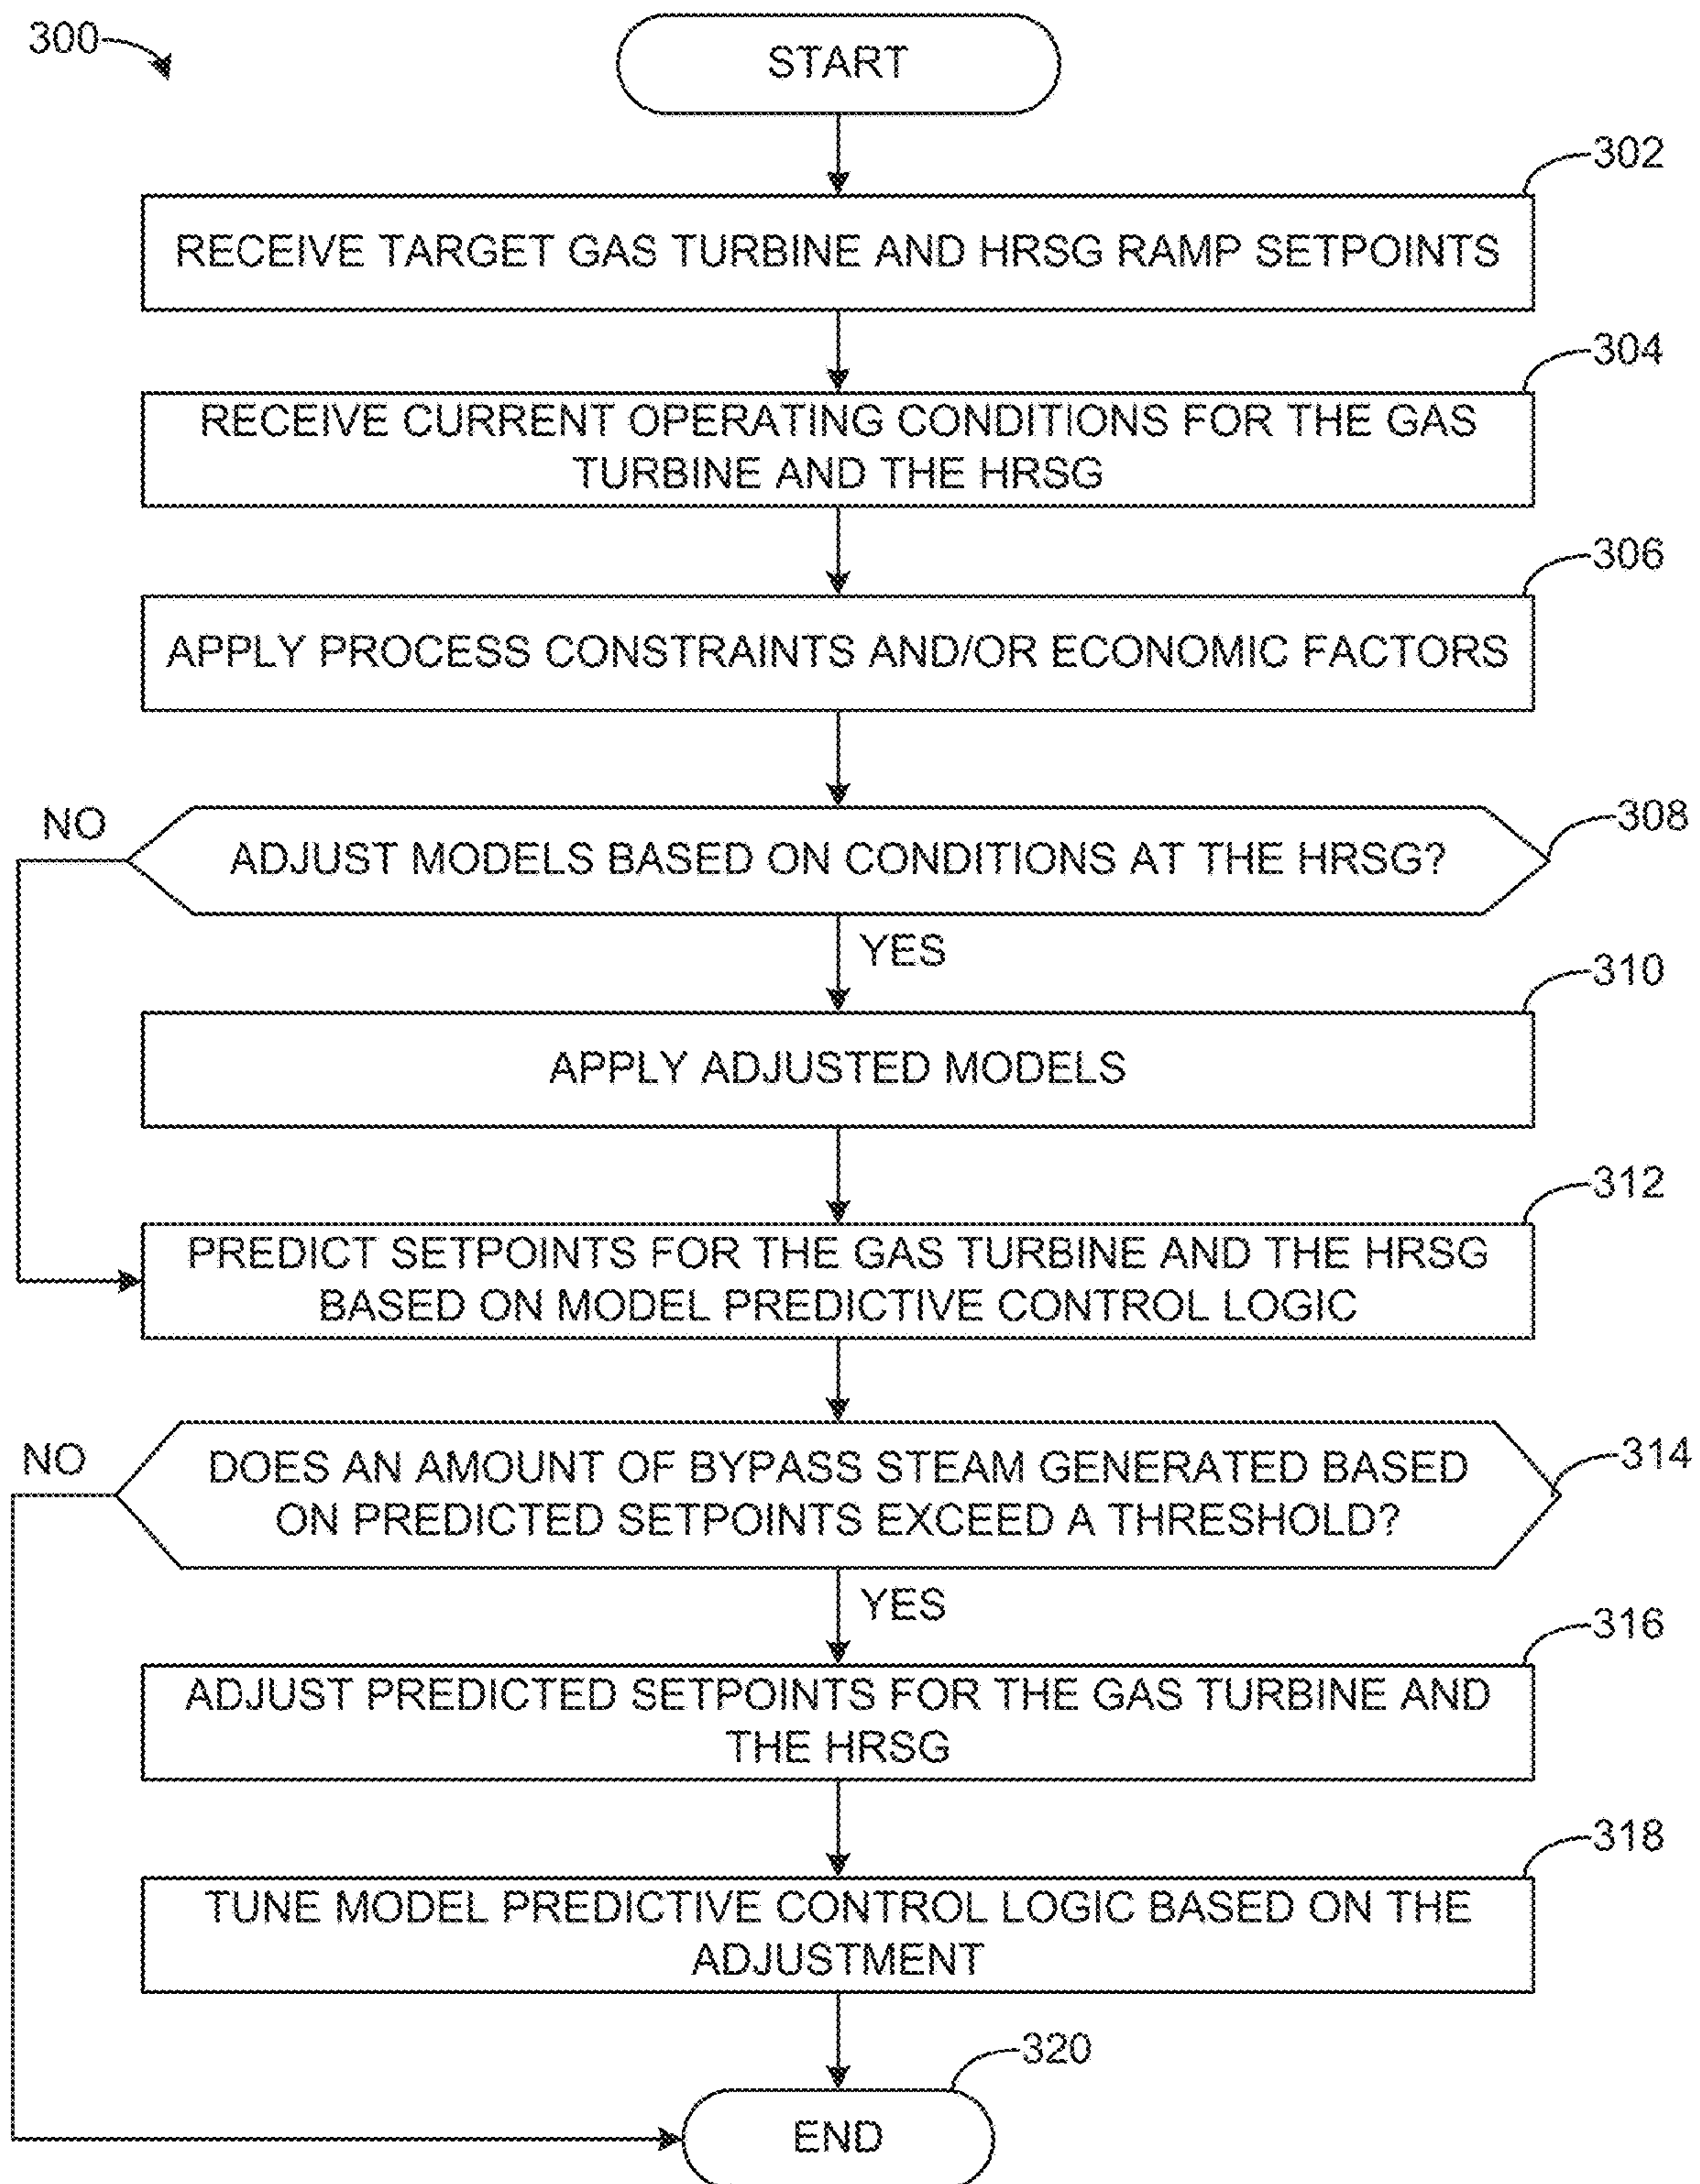 300
START
302
RECEIVE TARGET GAS TURBINE AND HRSG RAMP SETPOINTS
304
RECEIVE CURRENT OPERATING CONDITIONS FOR THE GAS
TURBINE AND THE HRSG
306
APPLY PROCESS CONSTRAINTS AND/OR ECONOMIC FACTORS
NO
308
ADJUST MODELS BASED ON CONDITIONS AT THE HRSG?
YES
310
APPLY ADJUSTED MODELS
312
PREDICT SETPOINTS FOR THE GAS TURBINE AND THE HRSG
BASED ON MODEL PREDICTIVE CONTROL LOGIC
NO
314
DOES AN AMOUNT OF BYPASS STEAM GENERATED BASED
ON PREDICTED SETPOINTS EXCEED A THRESHOLD?
YES
316
ADJUST PREDICTED SETPOINTS FOR THE GAS TURBINE AND
THE HRSG
318
TUNE MODEL PREDICTIVE CONTROL LOGIC BASED ON THE
ADJUSTMENT
320
END